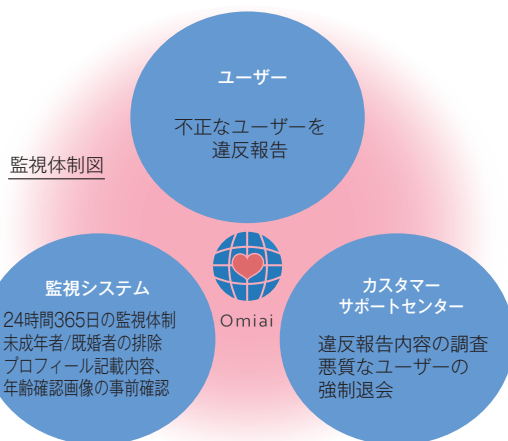 ユーザー
不正なユーザーを
違反報告
監視体制図
監視システム
24時間365日の監視体制
未成年者/既婚者の排除
プロフィール記載内容、
年齢確認画像の事前確認
Omiai
カスタマー
サポートセンター
違反報告内容の調査
悪質なユーザーの
強制退会